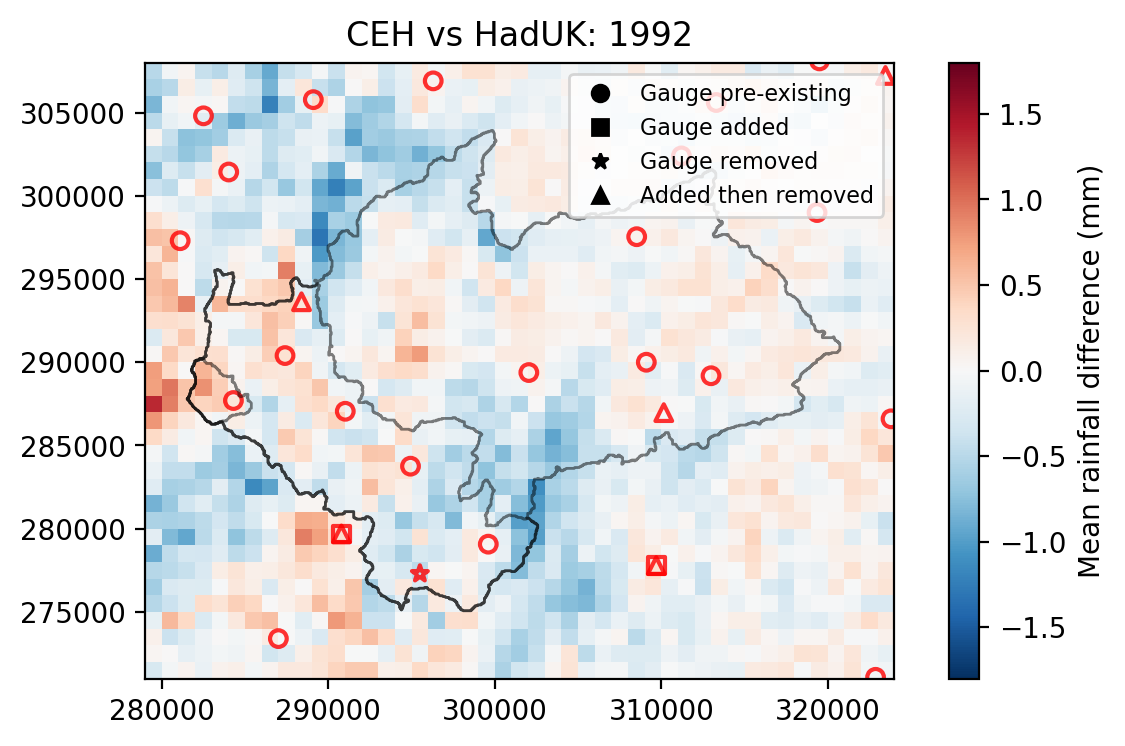 CEH vs HadUK: 1992
Gauge pre-existing
Gauge added
Gauge removed
Added then removed
305000
300000
295000
290000
285000
280000
275000
280000 290000 300000 310000 320000
1.5
1.0
0.5
0.0
−0.5
−1.0
−1.5
Mean rainfall difference (mm)